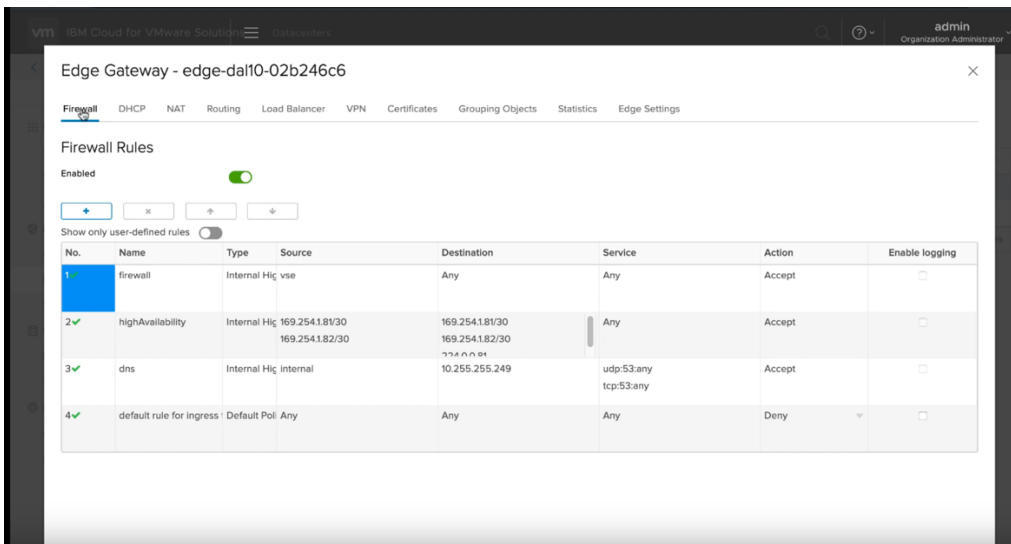 vm IBM Cloud for VMware Solutions Datacenters
admin
Organization Administrator
Edge Gateway - edge-dal10-02b246c6
Firewall DHCP NAT Routing Load Balancer VPN Certificates Grouping Objects Statistics Edge Settings
Firewall Rules
Enabled
Show only user-defined rules
No. Name Type Source Destination Service Action Enable logging
1 firewall Internal Hig vse Any Any Accept
2 highAvailability Internal Hig 169.254.1.81/30 169.254.1.81/30 Any Accept
169.254.1.82/30 169.254.1.82/30
224.0.0.81
3 dns Internal Hig internal 10.255.255.249 udp:53:any Accept
tcp:53:any
4 default rule for ingress Default Poli Any Any Any Deny